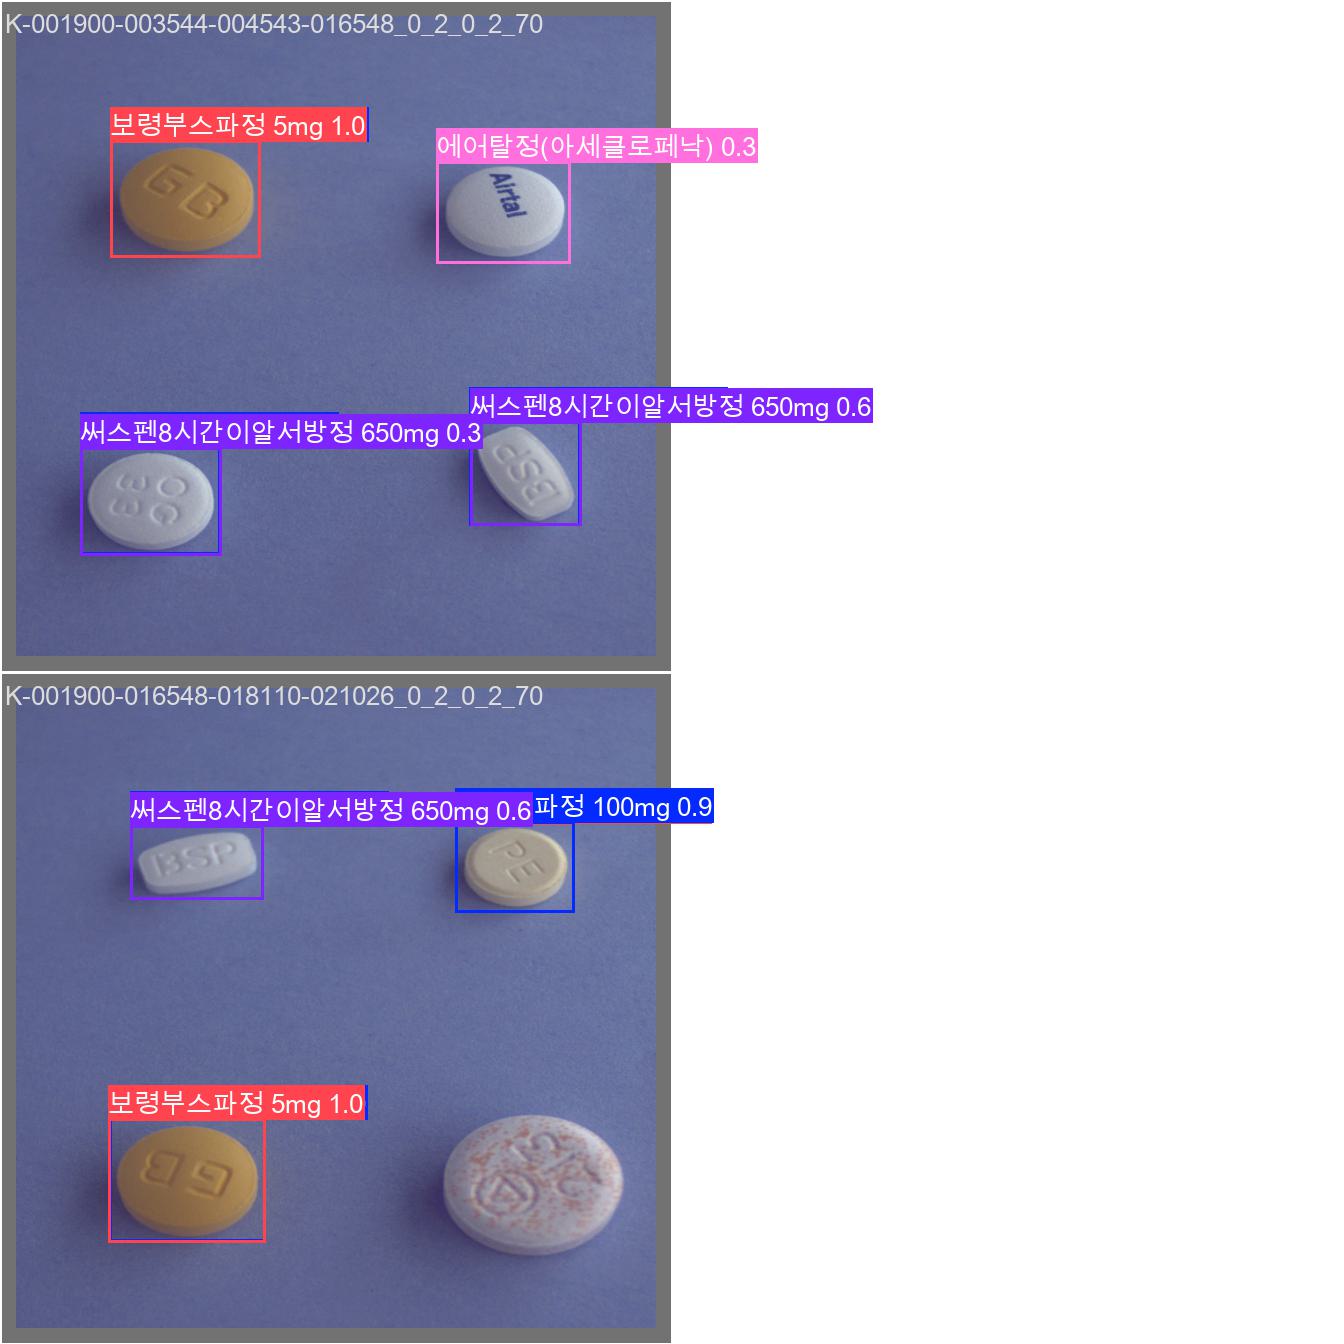 K-001900-003544-004543-016548_0_2_0_2_70
보령부스파정 5mg 1.0
에어탈정(아세클로페낙) 0.3
GB
Airtal
써스펜8시간이알서방정 650mg 0.6
써스펜8시간이알서방정 650mg 0.3
BSP
OG
33
K-001900-016548-018110-021026_0_2_0_2_70
써스펜8시간이알서방정 650mg 0.6
파정 100mg 0.9
BSP
PE
보령부스파정 5mg 1.0
GB